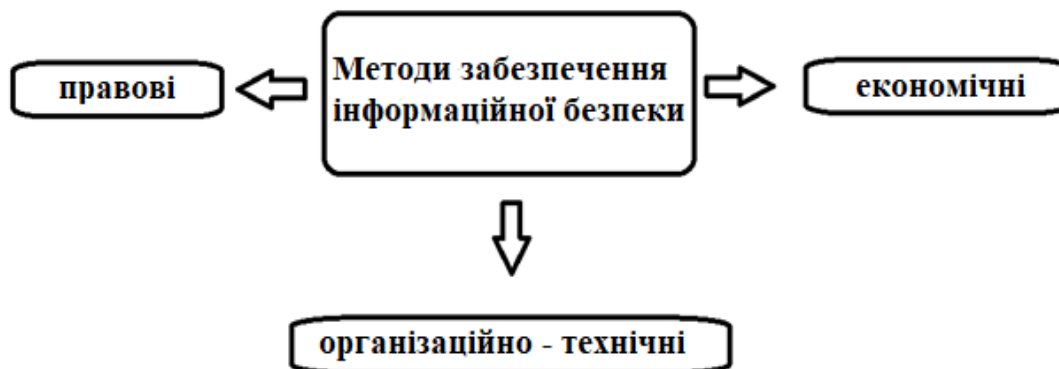 Методи забезпечення
інформаційної безпеки
правові
економічні
організаційно - технічні